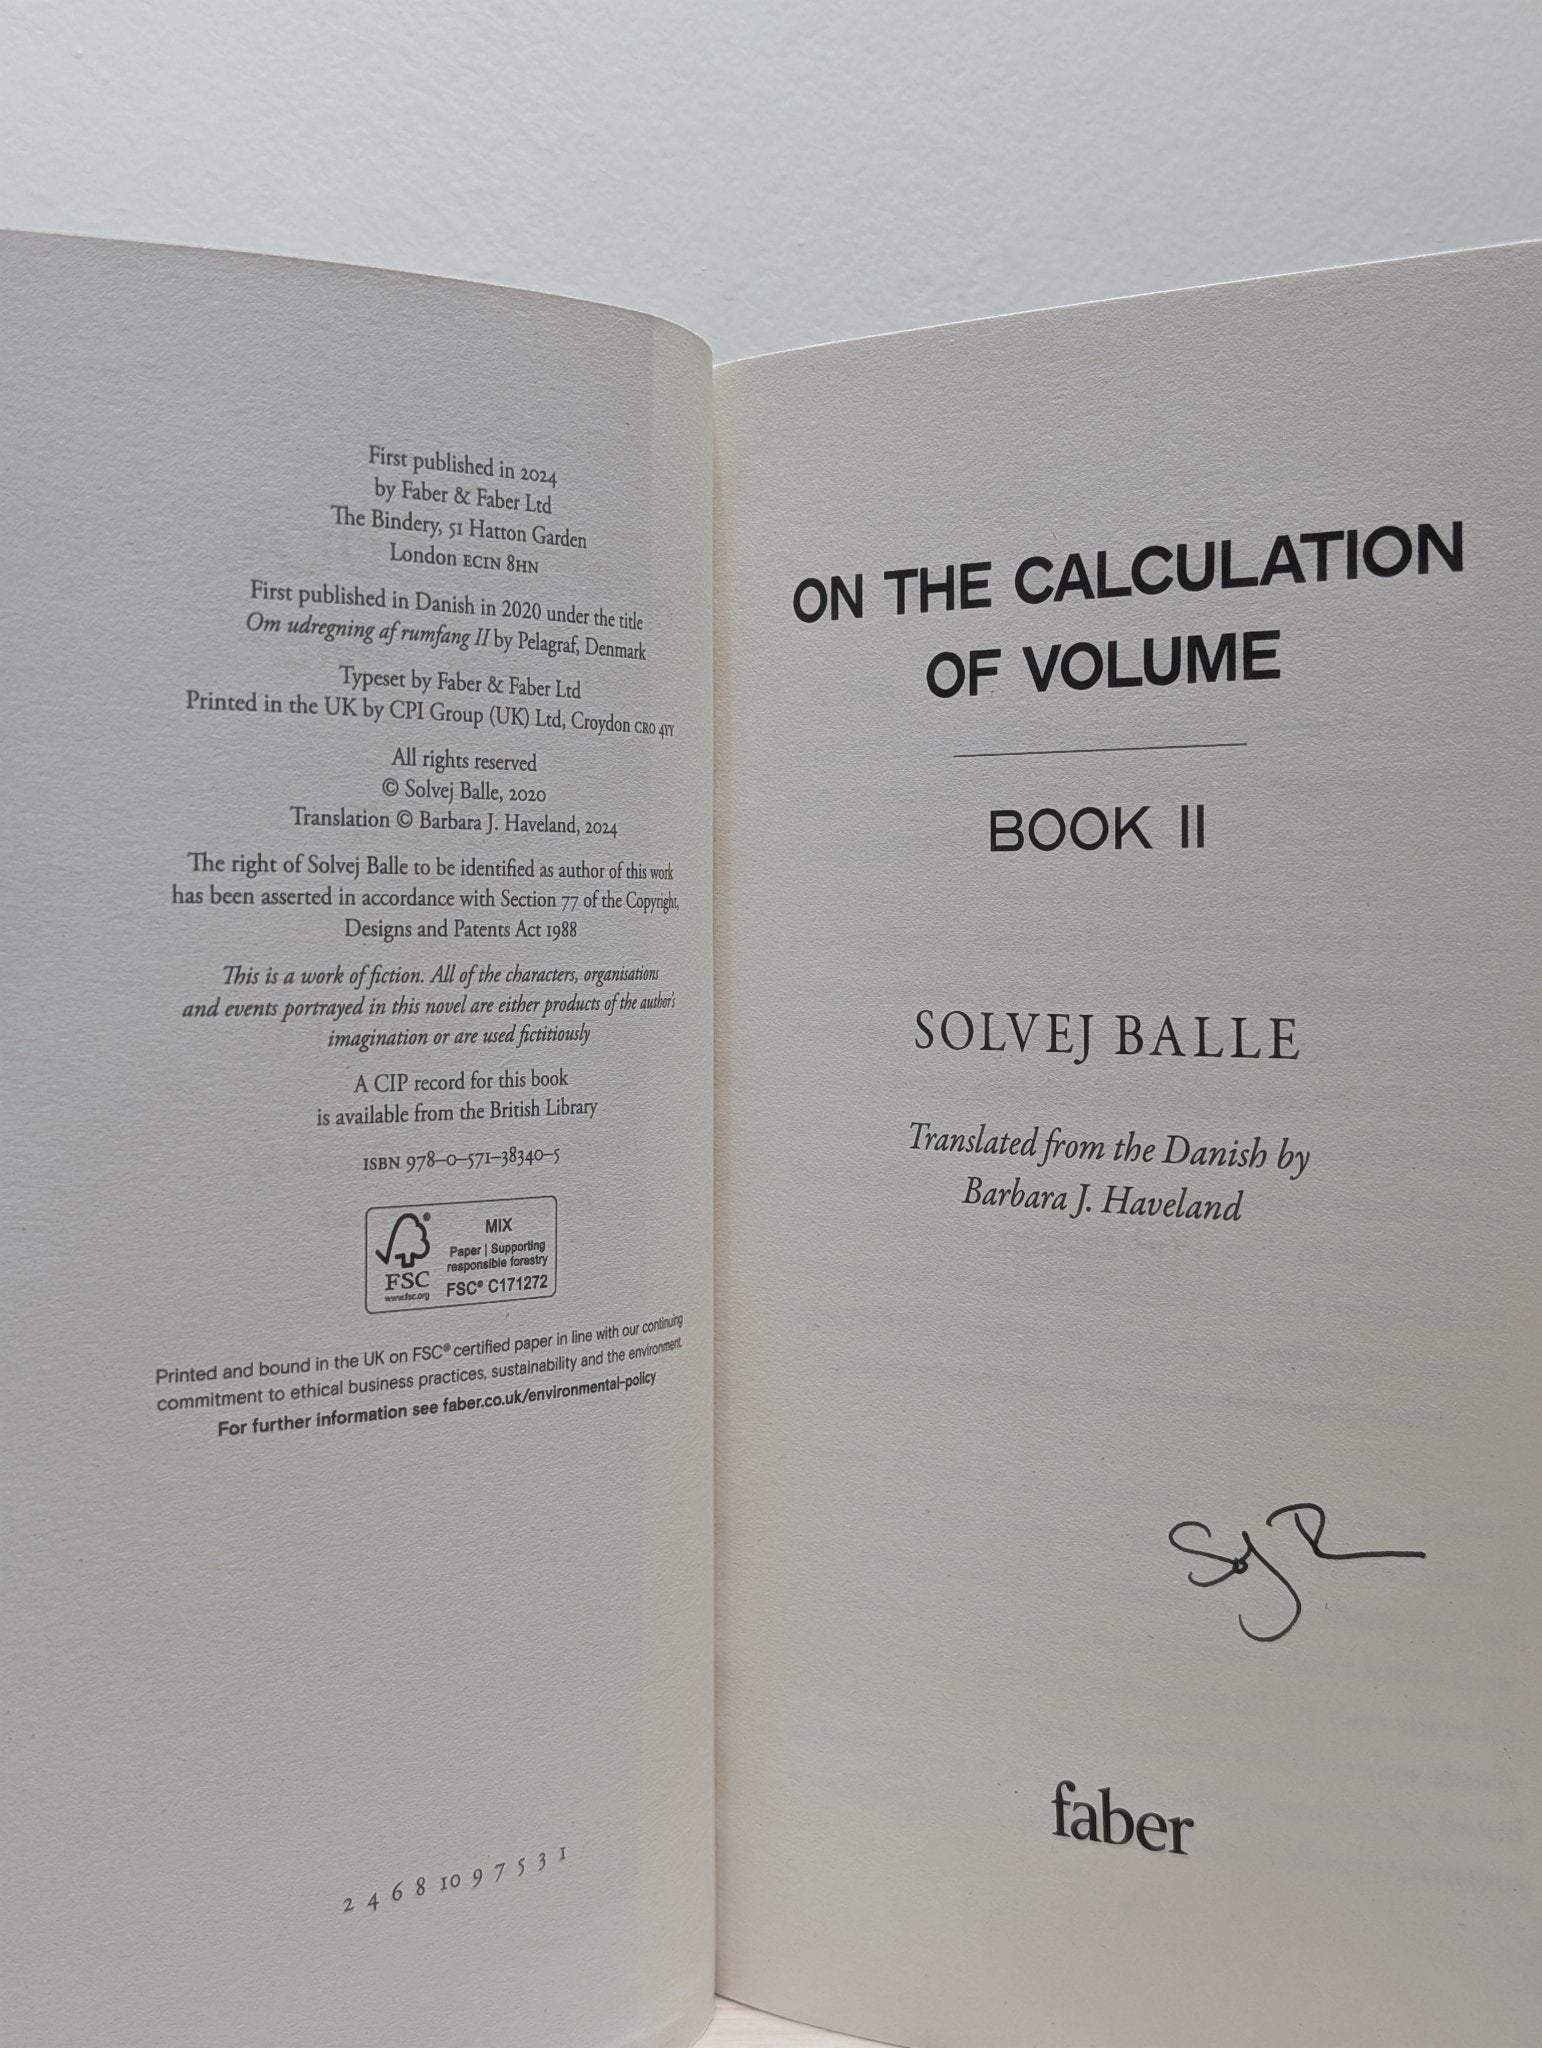 First published in 2024
by Faber & Faber Ltd
The Bindery, 51 Hatton Garden
London EC1N 8HN
First published in Danish in 2020 under the title
Om udregning af rumfang II by Pelagraf, Denmark
Typeset by Faber & Faber Ltd
Printed in the UK by CPI Group (UK) Ltd, Croydon CR0 4YY
All rights reserved
© Solvej Balle, 2020
Translation © Barbara J. Haveland, 2024
The right of Solvej Balle to be identified as author of this work
has been asserted in accordance with Section 77 of the Copyright,
Designs and Patents Act 1988
This is a work of fiction. All of the characters, organisations
and events portrayed in this novel are either products of the author's
imagination or are used fictitiously
A CIP record for this book
is available from the British Library
ISBN 978–0–571–38340–5
MIX
Paper | Supporting
responsible forestry
FSC® C171272
FSC
www.fsc.org
Printed and bound in the UK on FSC® certified paper in line with our continuing
commitment to ethical business practices, sustainability and the environment.
For further information see faber.co.uk/environmental-policy
2 4 6 8 10 9 7 5 3 1
ON THE CALCULATION
OF VOLUME
BOOK II
SOLVEJ BALLE
Translated from the Danish by
Barbara J. Haveland
faber